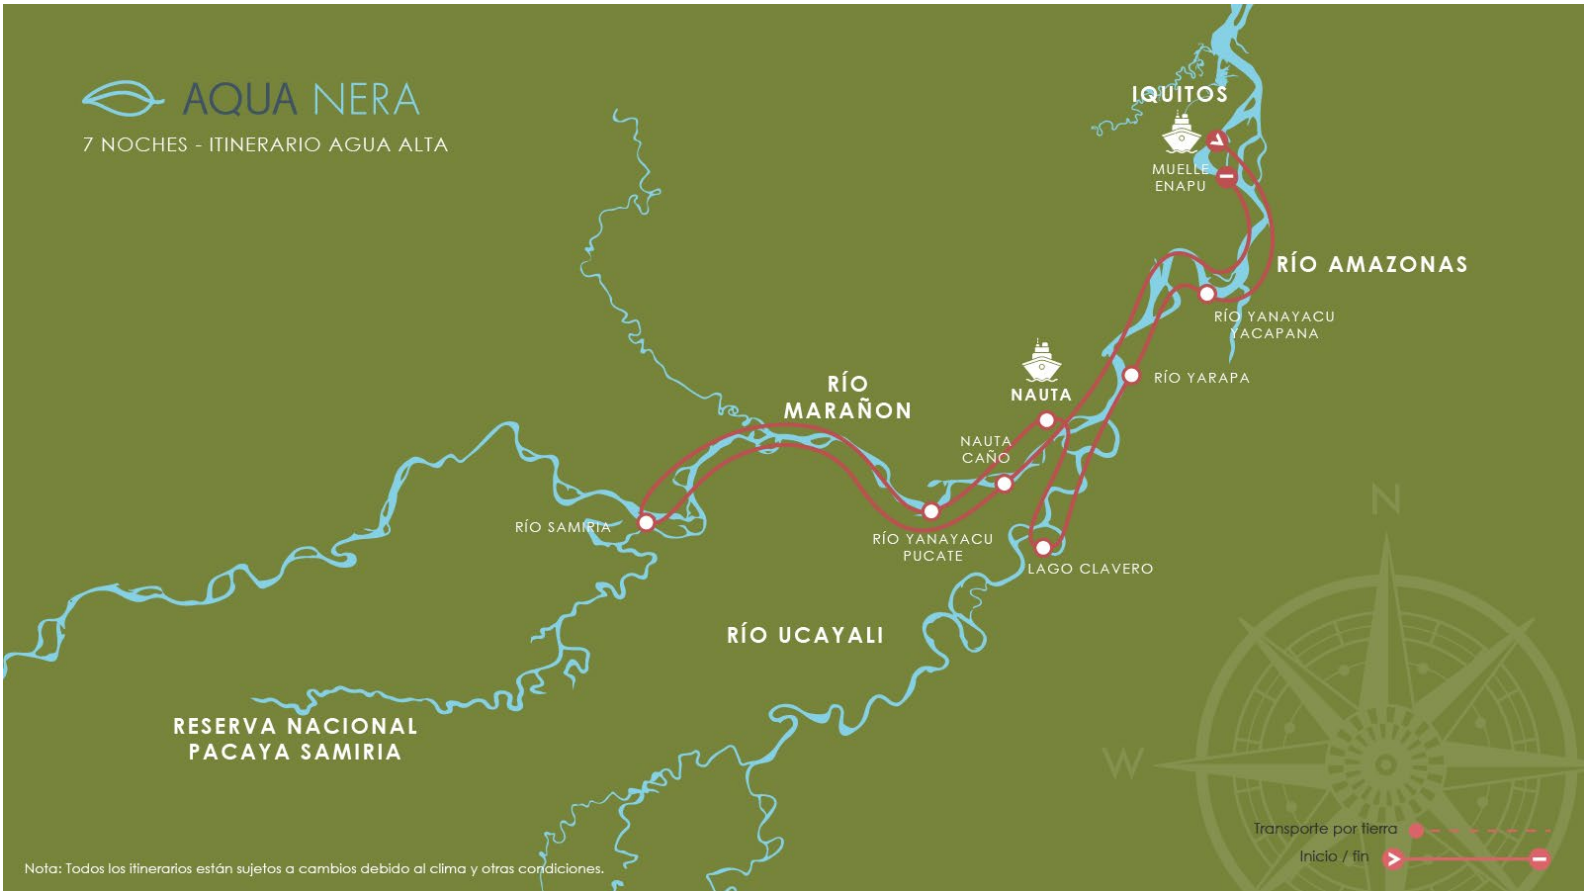 AQUA NERA
7 NOCHES - ITINERARIO AGUA ALTA
IQUITOS
MUELLE
ENAPU
RÍO AMAZONAS
RÍO YANAYACU
YACAPANA
RÍO YARAPA
NAUTA
RÍO
MARAÑON
NAUTA
CAÑO
RÍO SAMIRIA
RÍO YANAYACU
PUCATE
LAGO CLAVERO
RÍO UCAYALI
RESERVA NACIONAL
PACAYA SAMIRIA
N
W
Transporte por tierra
Inicio / fin
Nota: Todos los itinerarios están sujetos a cambios debido al clima y otras condiciones.